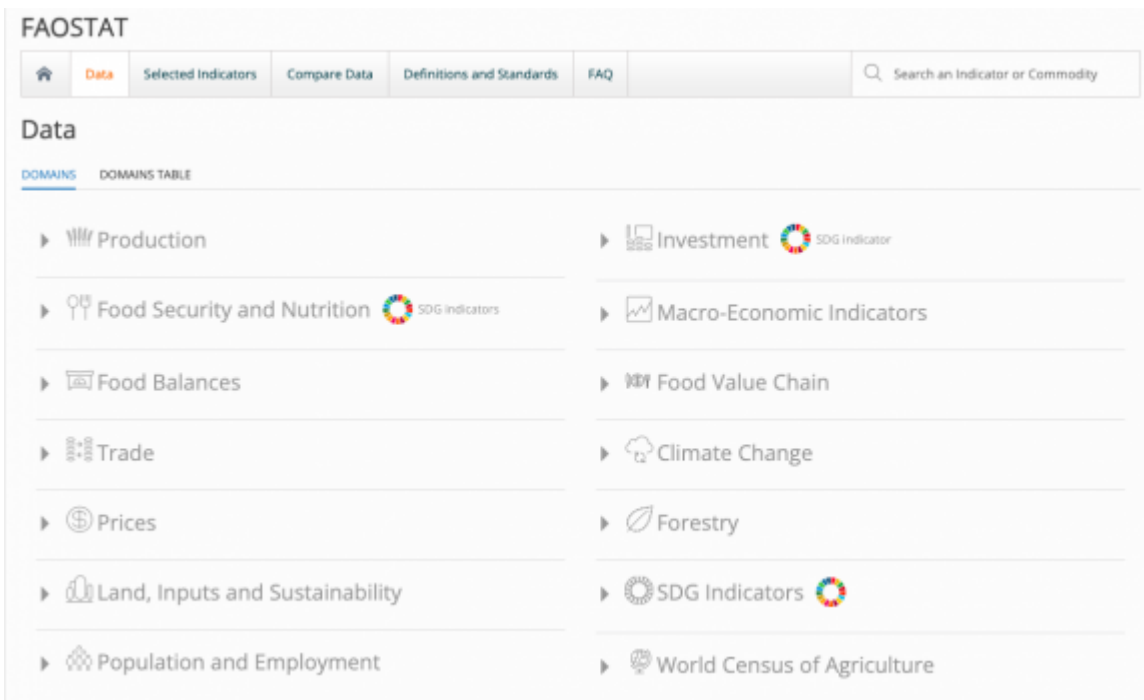 FAOSTAT
Data Selected Indicators Compare Data Definitions and Standards FAQ Search an Indicator or Commodity
Data
DOMAINS DOMAINS TABLE
Production
Food Security and Nutrition SDG Indicators
Food Balances
Trade
Prices
Land, Inputs and Sustainability
Population and Employment
Investment SDG indicator
Macro-Economic Indicators
Food Value Chain
Climate Change
Forestry
SDG Indicators
World Census of Agriculture